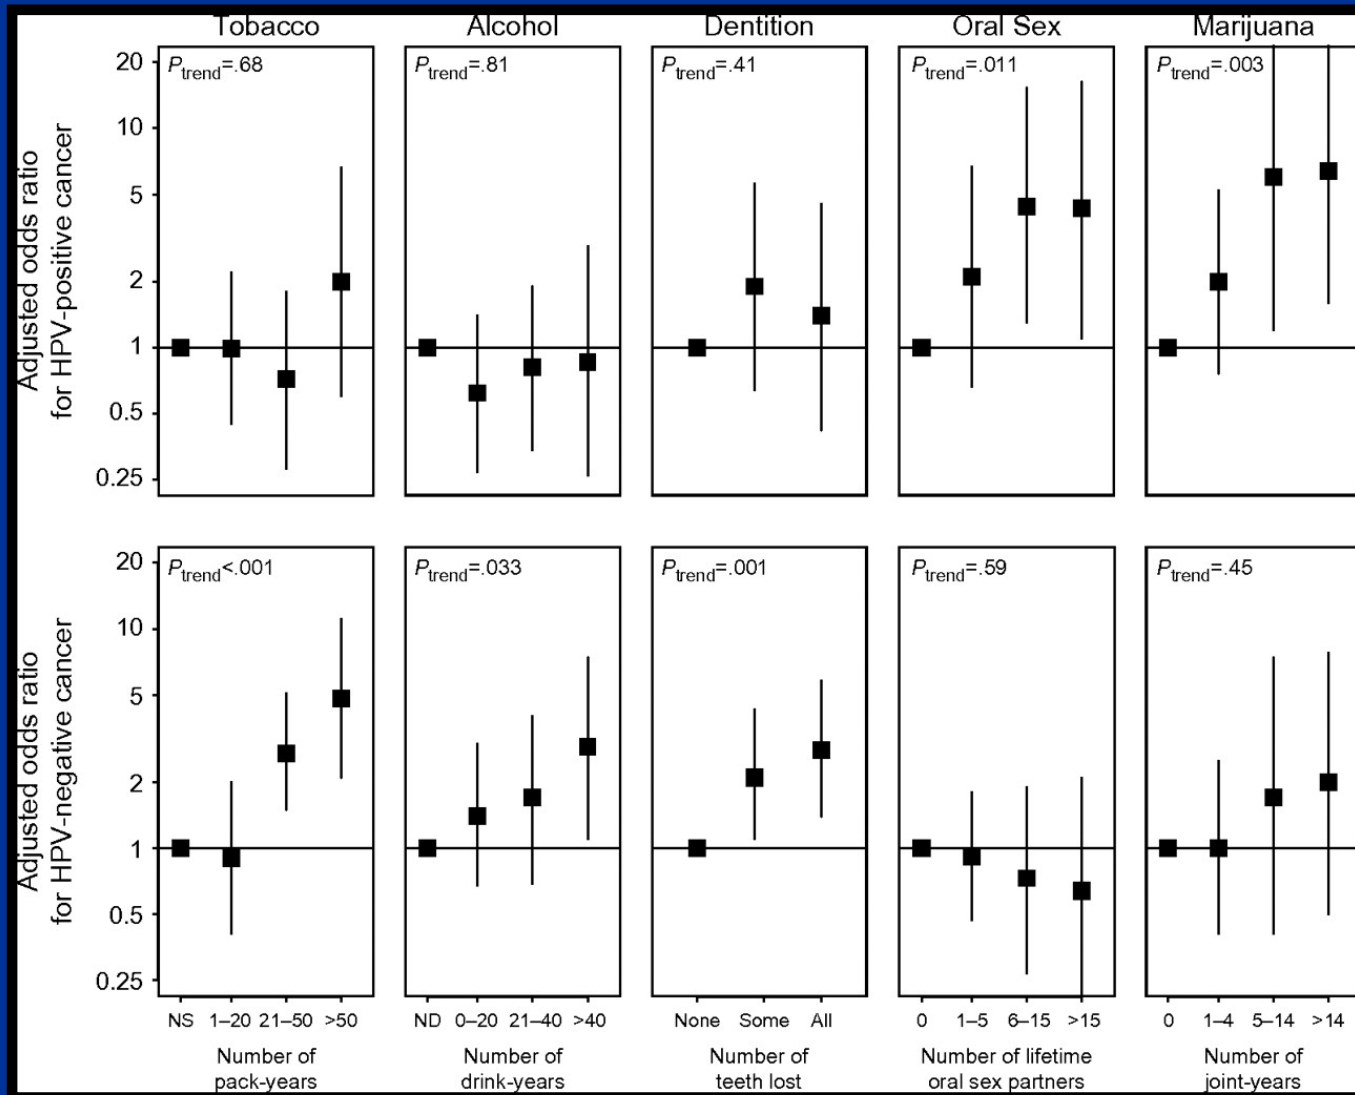 Tobacco Alcohol Dentition Oral Sex Marijuana
Adjusted odds ratio
for HPV-positive cancer
20
10
5
2
1
0.5
0.25
Ptrend=.68 Ptrend=.81 Ptrend=.41 Ptrend=.011 Ptrend=.003
Adjusted odds ratio
for HPV-negative cancer
20
10
5
2
1
0.5
0.25
Ptrend<.001 Ptrend=.033 Ptrend=.001 Ptrend=.59 Ptrend=.45
NS 1–20 21–50 >50 ND 0–20 21–40 >40 None Some All 0 1–5 6–15 >15 0 1–4 5–14 >14
Number of Number of Number of Number of lifetime Number of
pack-years drink-years teeth lost oral sex partners joint-years